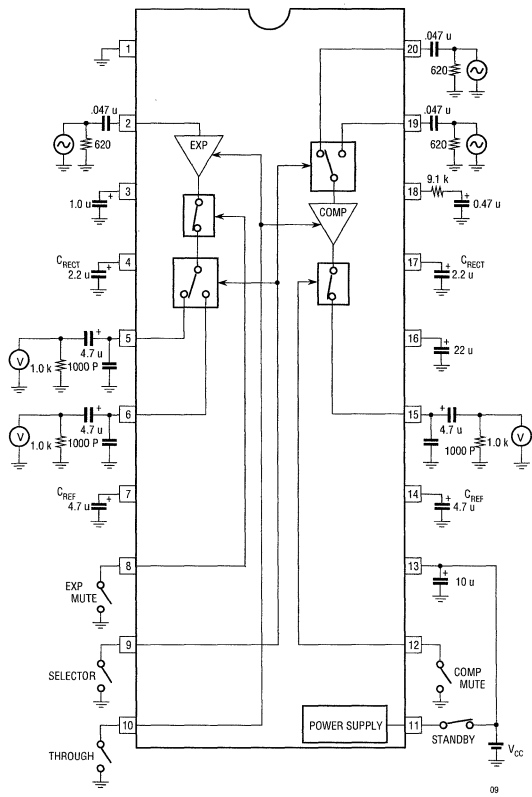 1
20
.047 u
620
.047 u
2
620
EXP
19
.047 u
620
3
1.0 u
18
9.1 k
0.47 u
COMP
4
CRECT
2.2 u
17
CRECT
2.2 u
5
4.7 u
V
1.0 k
1000 P
16
22 u
6
4.7 u
V
1.0 k
1000 P
15
4.7 u
1000 P
1.0 k
V
7
CREF
4.7 u
14
CREF
4.7 u
8
EXP
MUTE
13
10 u
9
SELECTOR
12
COMP
MUTE
10
THROUGH
POWER SUPPLY
11
STANDBY
VCC
09